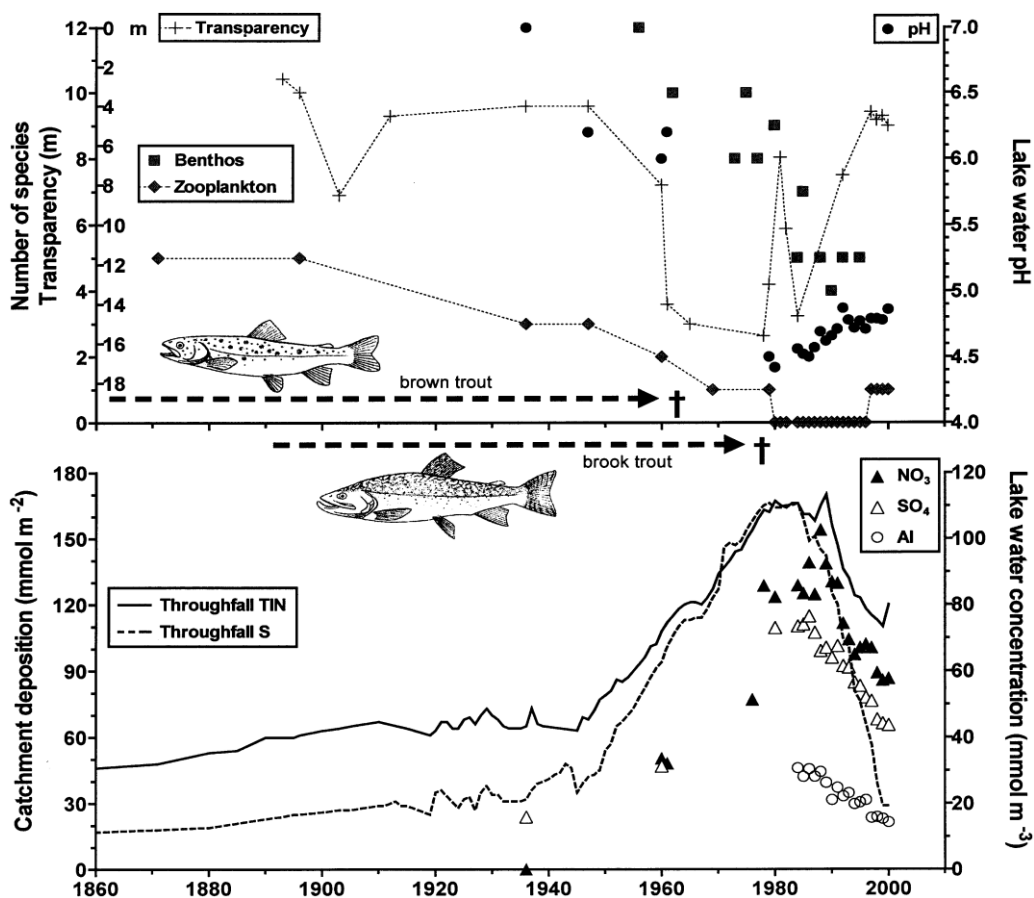 12 0 m Transparency pH 7.0
2
10 4 6.5
6
8 Benthos 6.0
8 Zooplankton
6 10 5.5
12
4 5.0
14
16
2 4.5
brown trout
18
0 4.0
Number of species
Transparency (m)
Lake water pH
brook trout
180 120
NO₃
SO₄
Al
150 100
Throughfall TIN
Throughfall S
120 80
90 60
60 40
30 20
0 0
Catchment deposition (mmol m⁻²)
Lake water concentration (mmol m⁻³)
1860 1880 1900 1920 1940 1960 1980 2000